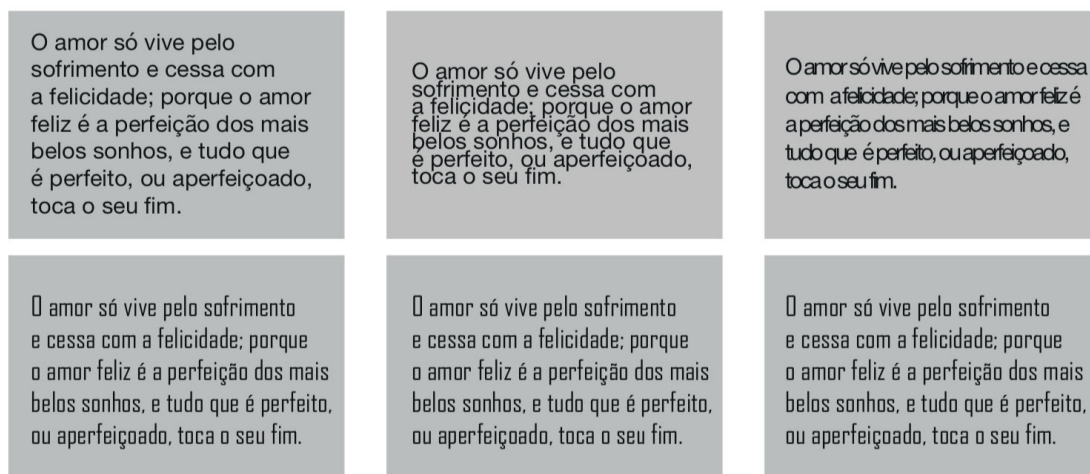 O amor só vive pelo
sofrimento e cessa com
a felicidade; porque o amor
feliz é a perfeição dos mais
belos sonhos, e tudo que
é perfeito, ou aperfeiçoado,
toca o seu fim.
O amor só vive pelo
sofrimento e cessa com
a felicidade; porque o amor
feliz é a perfeição dos mais
belos sonhos, e tudo que
é perfeito, ou aperfeiçoado,
toca o seu fim.
O amor só vive pelo sofrimento e cessa
com a felicidade; porque o amor feliz é
a perfeição dos mais belos sonhos, e
tudo que é perfeito, ou aperfeiçoado,
toca o seu fim.
O amor só vive pelo sofrimento
e cessa com a felicidade; porque
o amor feliz é a perfeição dos mais
belos sonhos, e tudo que é perfeito,
ou aperfeiçoado, toca o seu fim.
O amor só vive pelo sofrimento
e cessa com a felicidade; porque
o amor feliz é a perfeição dos mais
belos sonhos, e tudo que é perfeito,
ou aperfeiçoado, toca o seu fim.
O amor só vive pelo sofrimento
e cessa com a felicidade; porque
o amor feliz é a perfeição dos mais
belos sonhos, e tudo que é perfeito,
ou aperfeiçoado, toca o seu fim.